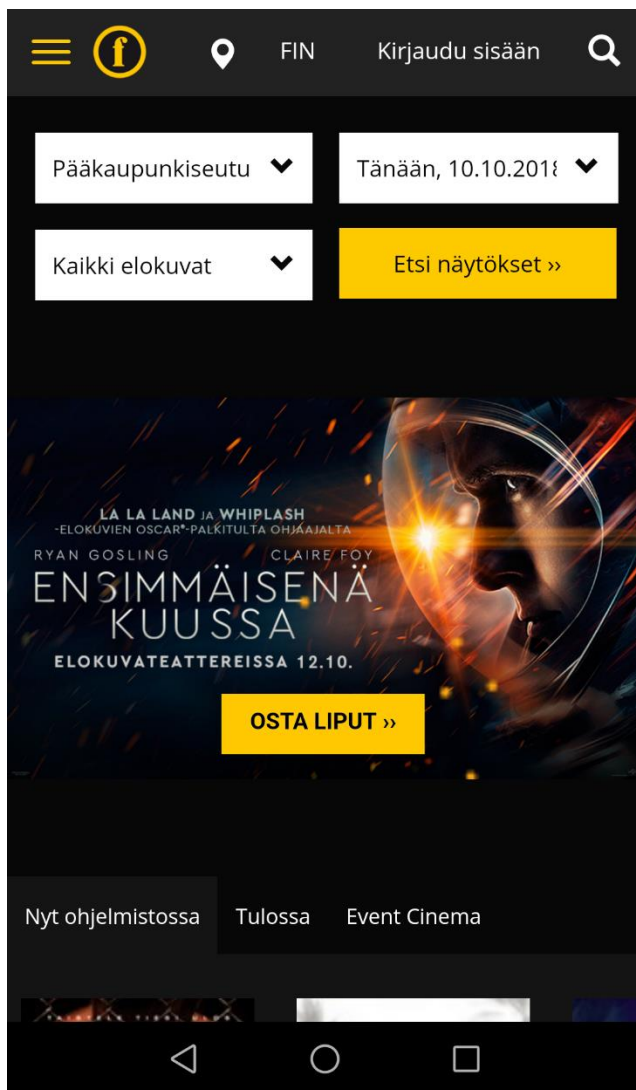 f
FIN
Kirjaudu sisään
Pääkaupunkiseutu
Tänään, 10.10.2018
Kaikki elokuvat
Etsi näytökset ››
LA LA LAND JA WHIPLASH
-ELOKUVIEN OSCAR®-PALKITULTA OHJAAJALTA
RYAN GOSLING CLAIRE FOY
ENSIMMÄISENÄ
KUUSSA
ELOKUVATEATTEREISSA 12.10.
OSTA LIPUT ››
Nyt ohjelmistossa
Tulossa
Event Cinema